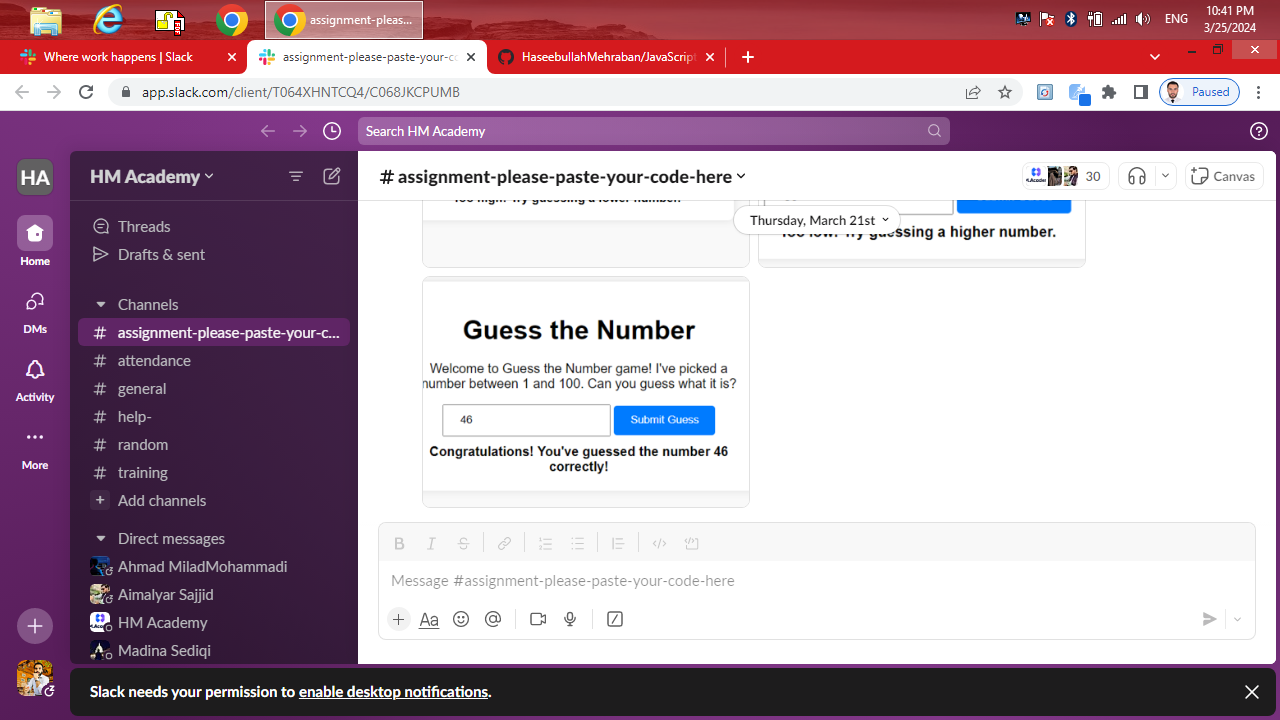 assignment-pleas...
ENG
10:41 PM
3/25/2024
Where work happens | Slack
assignment-please-paste-your-co
HaseebullahMehraban/JavaScript
app.slack.com/client/T064XHNTCQ4/C068JKCPUMB
Paused
Search HM Academy
HA
Home
DMs
Activity
More
HM Academy
Threads
Drafts & sent
Channels
# assignment-please-paste-your-c...
# attendance
# general
# help-
# random
# training
+ Add channels
Direct messages
Ahmad MiladMohammadi
Aimalyar Sajjid
HM Academy
Madina Sediqi
# assignment-please-paste-your-code-here
30
Canvas
Too high! Try guessing a lower number.
Thursday, March 21st
Too low! Try guessing a higher number.
Guess the Number
Welcome to Guess the Number game! I've picked a
number between 1 and 100. Can you guess what it is?
46
Submit Guess
Congratulations! You've guessed the number 46
correctly!
Message #assignment-please-paste-your-code-here
Aa
Slack needs your permission to enable desktop notifications.